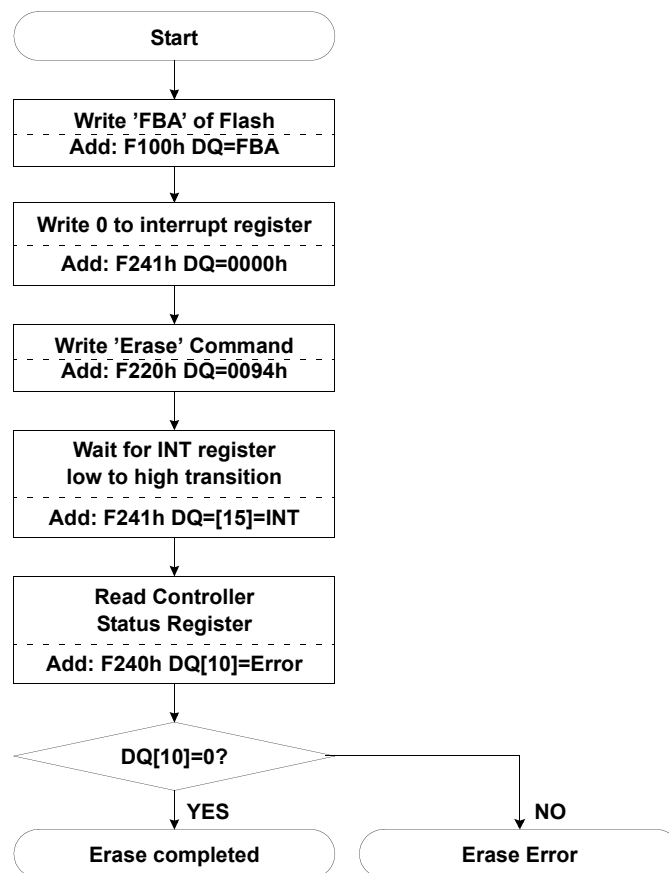 Start
Write ’FBA’ of Flash
Add: F100h DQ=FBA
Write 0 to interrupt register
Add: F241h DQ=0000h
Write ’Erase’ Command
Add: F220h DQ=0094h
Wait for INT register
low to high transition
Add: F241h DQ=[15]=INT
Read Controller
Status Register
Add: F240h DQ[10]=Error
DQ[10]=0?
YES
NO
Erase completed
Erase Error